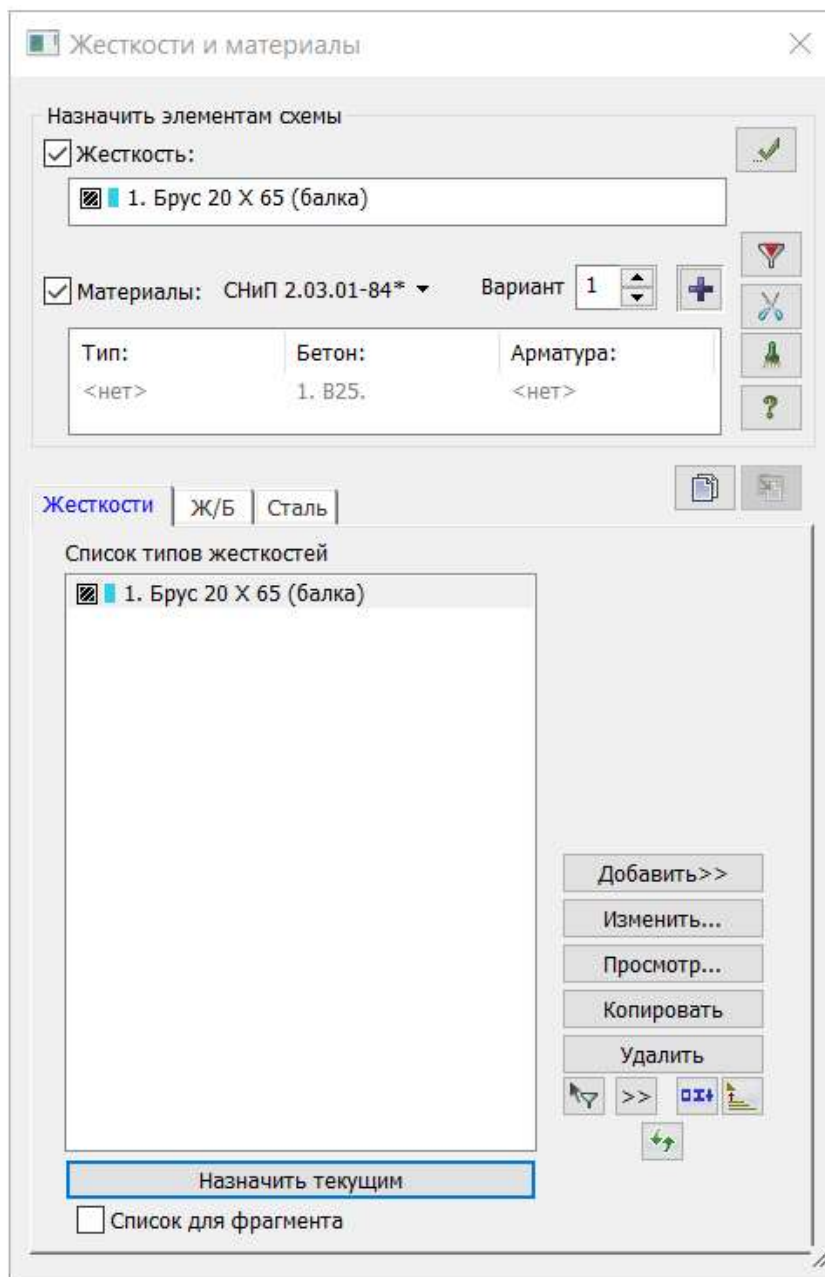 Жесткости и материалы
Назначить элементам схемы
Жесткость:
1. Брус 20 X 65 (балка)
Материалы: СНиП 2.03.01-84* Вариант 1
Тип: Бетон: Арматура:
<нет> 1. B25. <нет>
Жесткости Ж/Б Сталь
Список типов жесткостей
1. Брус 20 X 65 (балка)
Добавить>>
Изменить...
Просмотр...
Копировать
Удалить
>>
Назначить текущим
Список для фрагмента